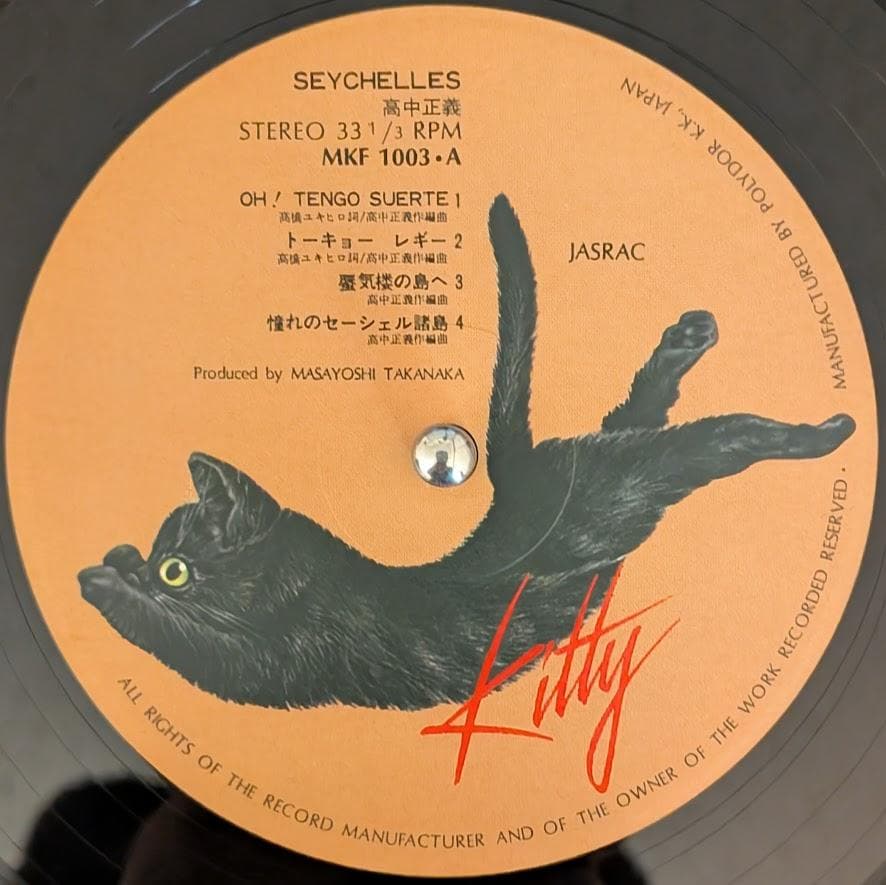 SEYCHELLES
高中正義
STEREO 33 1/3 RPM
MKF 1003・A
OH! TENGO SUERTE 1
高橋ユキヒロ詞/高中正義作編曲
トーキョー レギー 2
高橋ユキヒロ詞/高中正義作編曲
蜃気楼の島へ 3
高中正義作編曲
憧れのセーシェル諸島 4
高中正義作編曲
Produced by MASAYOSHI TAKANAKA
JASRAC
Kitty
ALL RIGHTS OF THE RECORD MANUFACTURER AND OF THE OWNER OF THE WORK RECORDED RESERVED・MANUFACTURED BY POLYDOR K.K., JAPAN